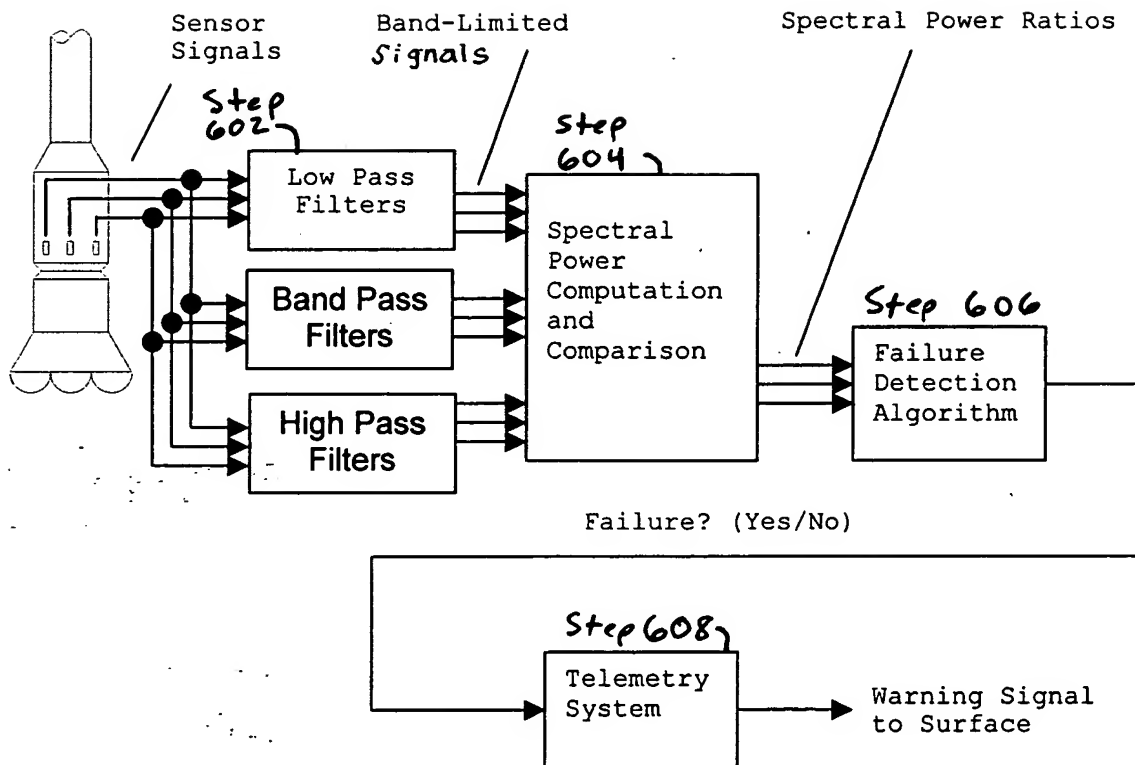 Sensor
Signals
Band-Limited
Signals
Spectral Power Ratios
Step
602
Low Pass
Filters
Step
604
Spectral
Power
Computation
and
Comparison
Band Pass
Filters
High Pass
Filters
Step 606
Failure
Detection
Algorithm
Failure? (Yes/No)
Step 608
Telemetry
System
Warning Signal
to Surface